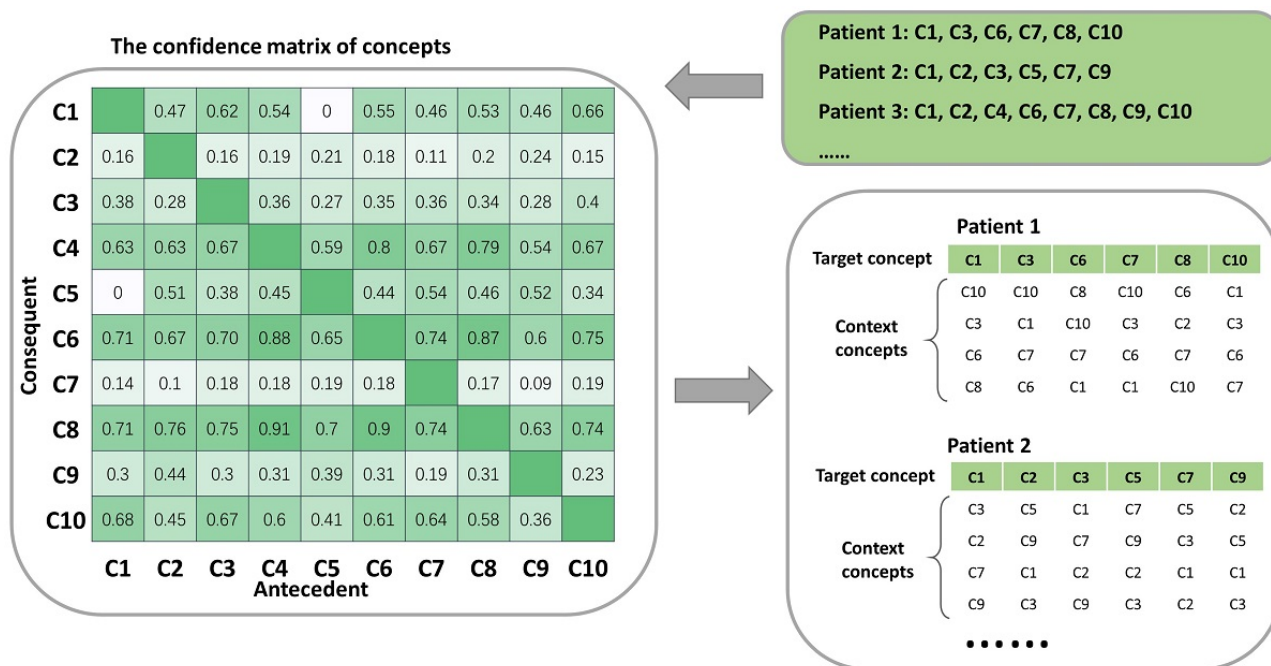 The confidence matrix of concepts
C1 0.47 0.62 0.54 0 0.55 0.46 0.53 0.46 0.66
C2 0.16 0.16 0.19 0.21 0.18 0.11 0.2 0.24 0.15
C3 0.38 0.28 0.36 0.27 0.35 0.36 0.34 0.28 0.4
C4 0.63 0.63 0.67 0.59 0.8 0.67 0.79 0.54 0.67
C5 0 0.51 0.38 0.45 0.44 0.54 0.46 0.52 0.34
C6 0.71 0.67 0.70 0.88 0.65 0.74 0.87 0.6 0.75
C7 0.14 0.1 0.18 0.18 0.19 0.18 0.17 0.09 0.19
C8 0.71 0.76 0.75 0.91 0.7 0.9 0.74 0.63 0.74
C9 0.3 0.44 0.3 0.31 0.39 0.31 0.19 0.31 0.23
C10 0.68 0.45 0.67 0.6 0.41 0.61 0.64 0.58 0.36
Consequent
C1 C2 C3 C4 C5 C6 C7 C8 C9 C10
Antecedent
Patient 1: C1, C3, C6, C7, C8, C10
Patient 2: C1, C2, C3, C5, C7, C9
Patient 3: C1, C2, C4, C6, C7, C8, C9, C10
......
Patient 1
Target concept C1 C3 C6 C7 C8 C10
Context
concepts
C10 C10 C8 C10 C6 C1
C3 C1 C10 C3 C2 C3
C6 C7 C7 C6 C7 C6
C8 C6 C1 C1 C10 C7
Patient 2
Target concept C1 C2 C3 C5 C7 C9
Context
concepts
C3 C5 C1 C7 C5 C2
C2 C9 C7 C9 C3 C5
C7 C1 C2 C2 C1 C1
C9 C3 C9 C3 C2 C3
......